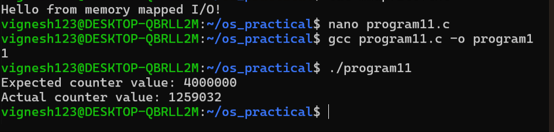 Hello from memory mapped I/O!
vignesh123@DESKTOP-QBRLL2M:~/os_practical$ nano program11.c
vignesh123@DESKTOP-QBRLL2M:~/os_practical$ gcc program11.c -o program1
1
vignesh123@DESKTOP-QBRLL2M:~/os_practical$ ./program11
Expected counter value: 4000000
Actual counter value: 1259032
vignesh123@DESKTOP-QBRLL2M:~/os_practical$